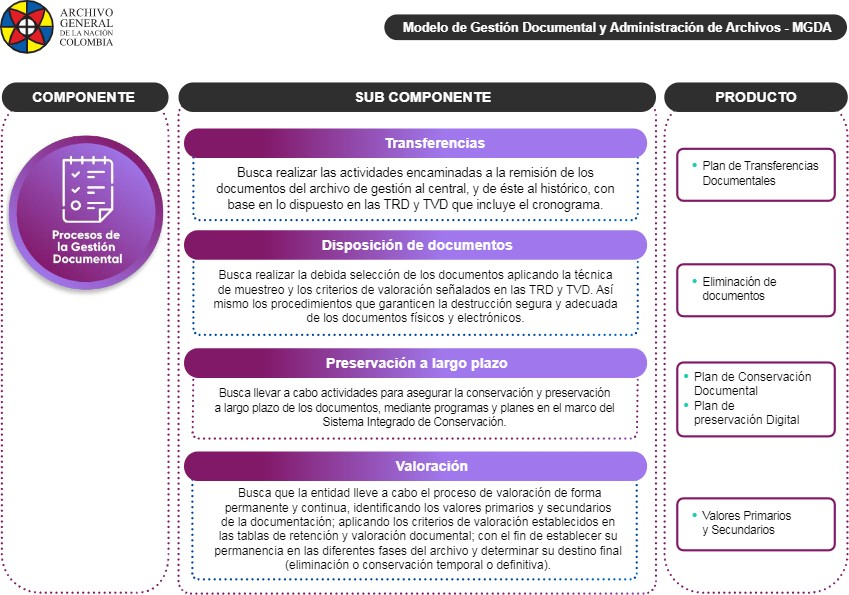 ARCHIVO
GENERAL
DE LA NACIÓN
COLOMBIA
Modelo de Gestión Documental y Administración de Archivos - MGDA
COMPONENTE
SUB COMPONENTE
PRODUCTO
Procesos de
la Gestión
Documental
Transferencias
Busca realizar las actividades encaminadas a la remisión de los
documentos del archivo de gestión al central, y de éste al histórico, con
base en lo dispuesto en las TRD y TVD que incluye el cronograma.
• Plan de Transferencias
Documentales
Disposición de documentos
Busca realizar la debida selección de los documentos aplicando la técnica
de muestreo y los criterios de valoración señalados en las TRD y TVD. Así
mismo los procedimientos que garanticen la destrucción segura y adecuada
de los documentos físicos y electrónicos.
• Eliminación de
documentos
Preservación a largo plazo
Busca llevar a cabo actividades para asegurar la conservación y preservación
a largo plazo de los documentos, mediante programas y planes en el marco del
Sistema Integrado de Conservación.
• Plan de Conservación
Documental
• Plan de
preservación Digital
Valoración
Busca que la entidad lleve a cabo el proceso de valoración de forma
permanente y continua, identificando los valores primarios y secundarios
de la documentación; aplicando los criterios de valoración establecidos en
las tablas de retención y valoración documental; con el fin de establecer su
permanencia en las diferentes fases del archivo y determinar su destino final
(eliminación o conservación temporal o definitiva).
• Valores Primarios
y Secundarios